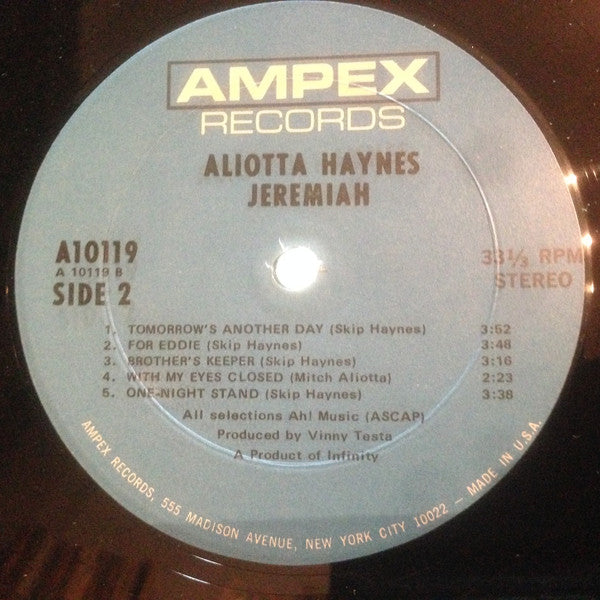 AMPEX
RECORDS
ALIOTTA HAYNES
JEREMIAH
A10119
A 10119 B
SIDE 2
33 1/3 RPM
STEREO
1. TOMORROW'S ANOTHER DAY (Skip Haynes) 3:52
2. FOR EDDIE (Skip Haynes) 3:48
3. BROTHER'S KEEPER (Skip Haynes) 3:16
4. WITH MY EYES CLOSED (Mitch Aliotta) 2:23
5. ONE-NIGHT STAND (Skip Haynes) 3:38
All selections Ah! Music (ASCAP)
Produced by Vinny Testa
A Product of Infinity
AMPEX RECORDS, 555 MADISON AVENUE, NEW YORK CITY 10022 — MADE IN U.S.A.